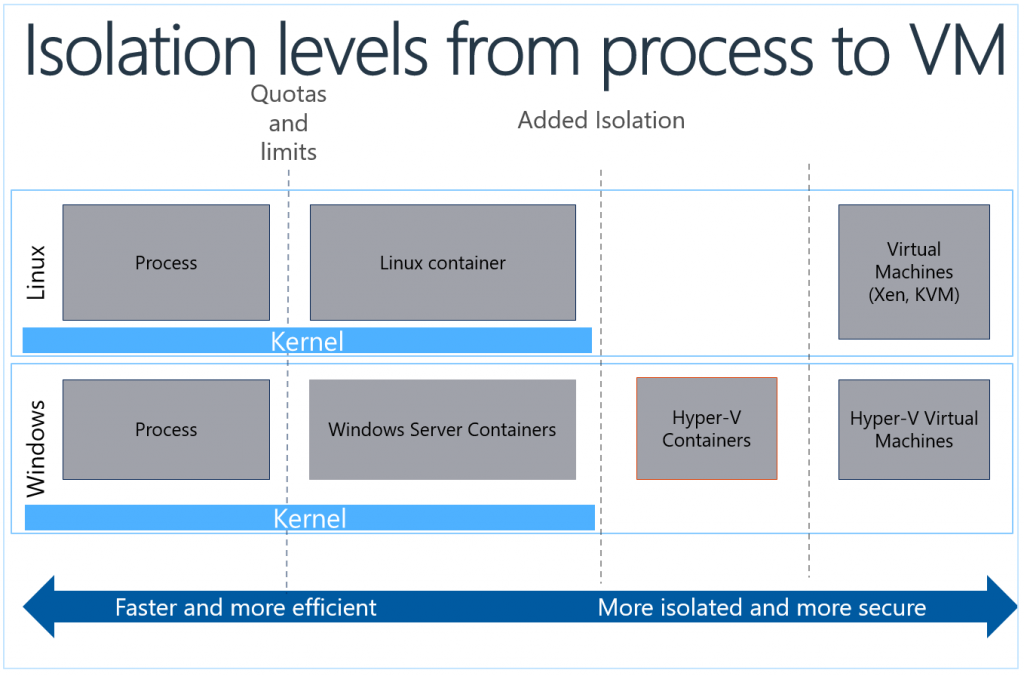 Isolation levels from process to VM
Quotas
and
limits
Added Isolation
Linux
Process
Linux container
Virtual
Machines
(Xen, KVM)
Kernel
Windows
Process
Windows Server Containers
Hyper-V
Containers
Hyper-V Virtual
Machines
Kernel
Faster and more efficient
More isolated and more secure